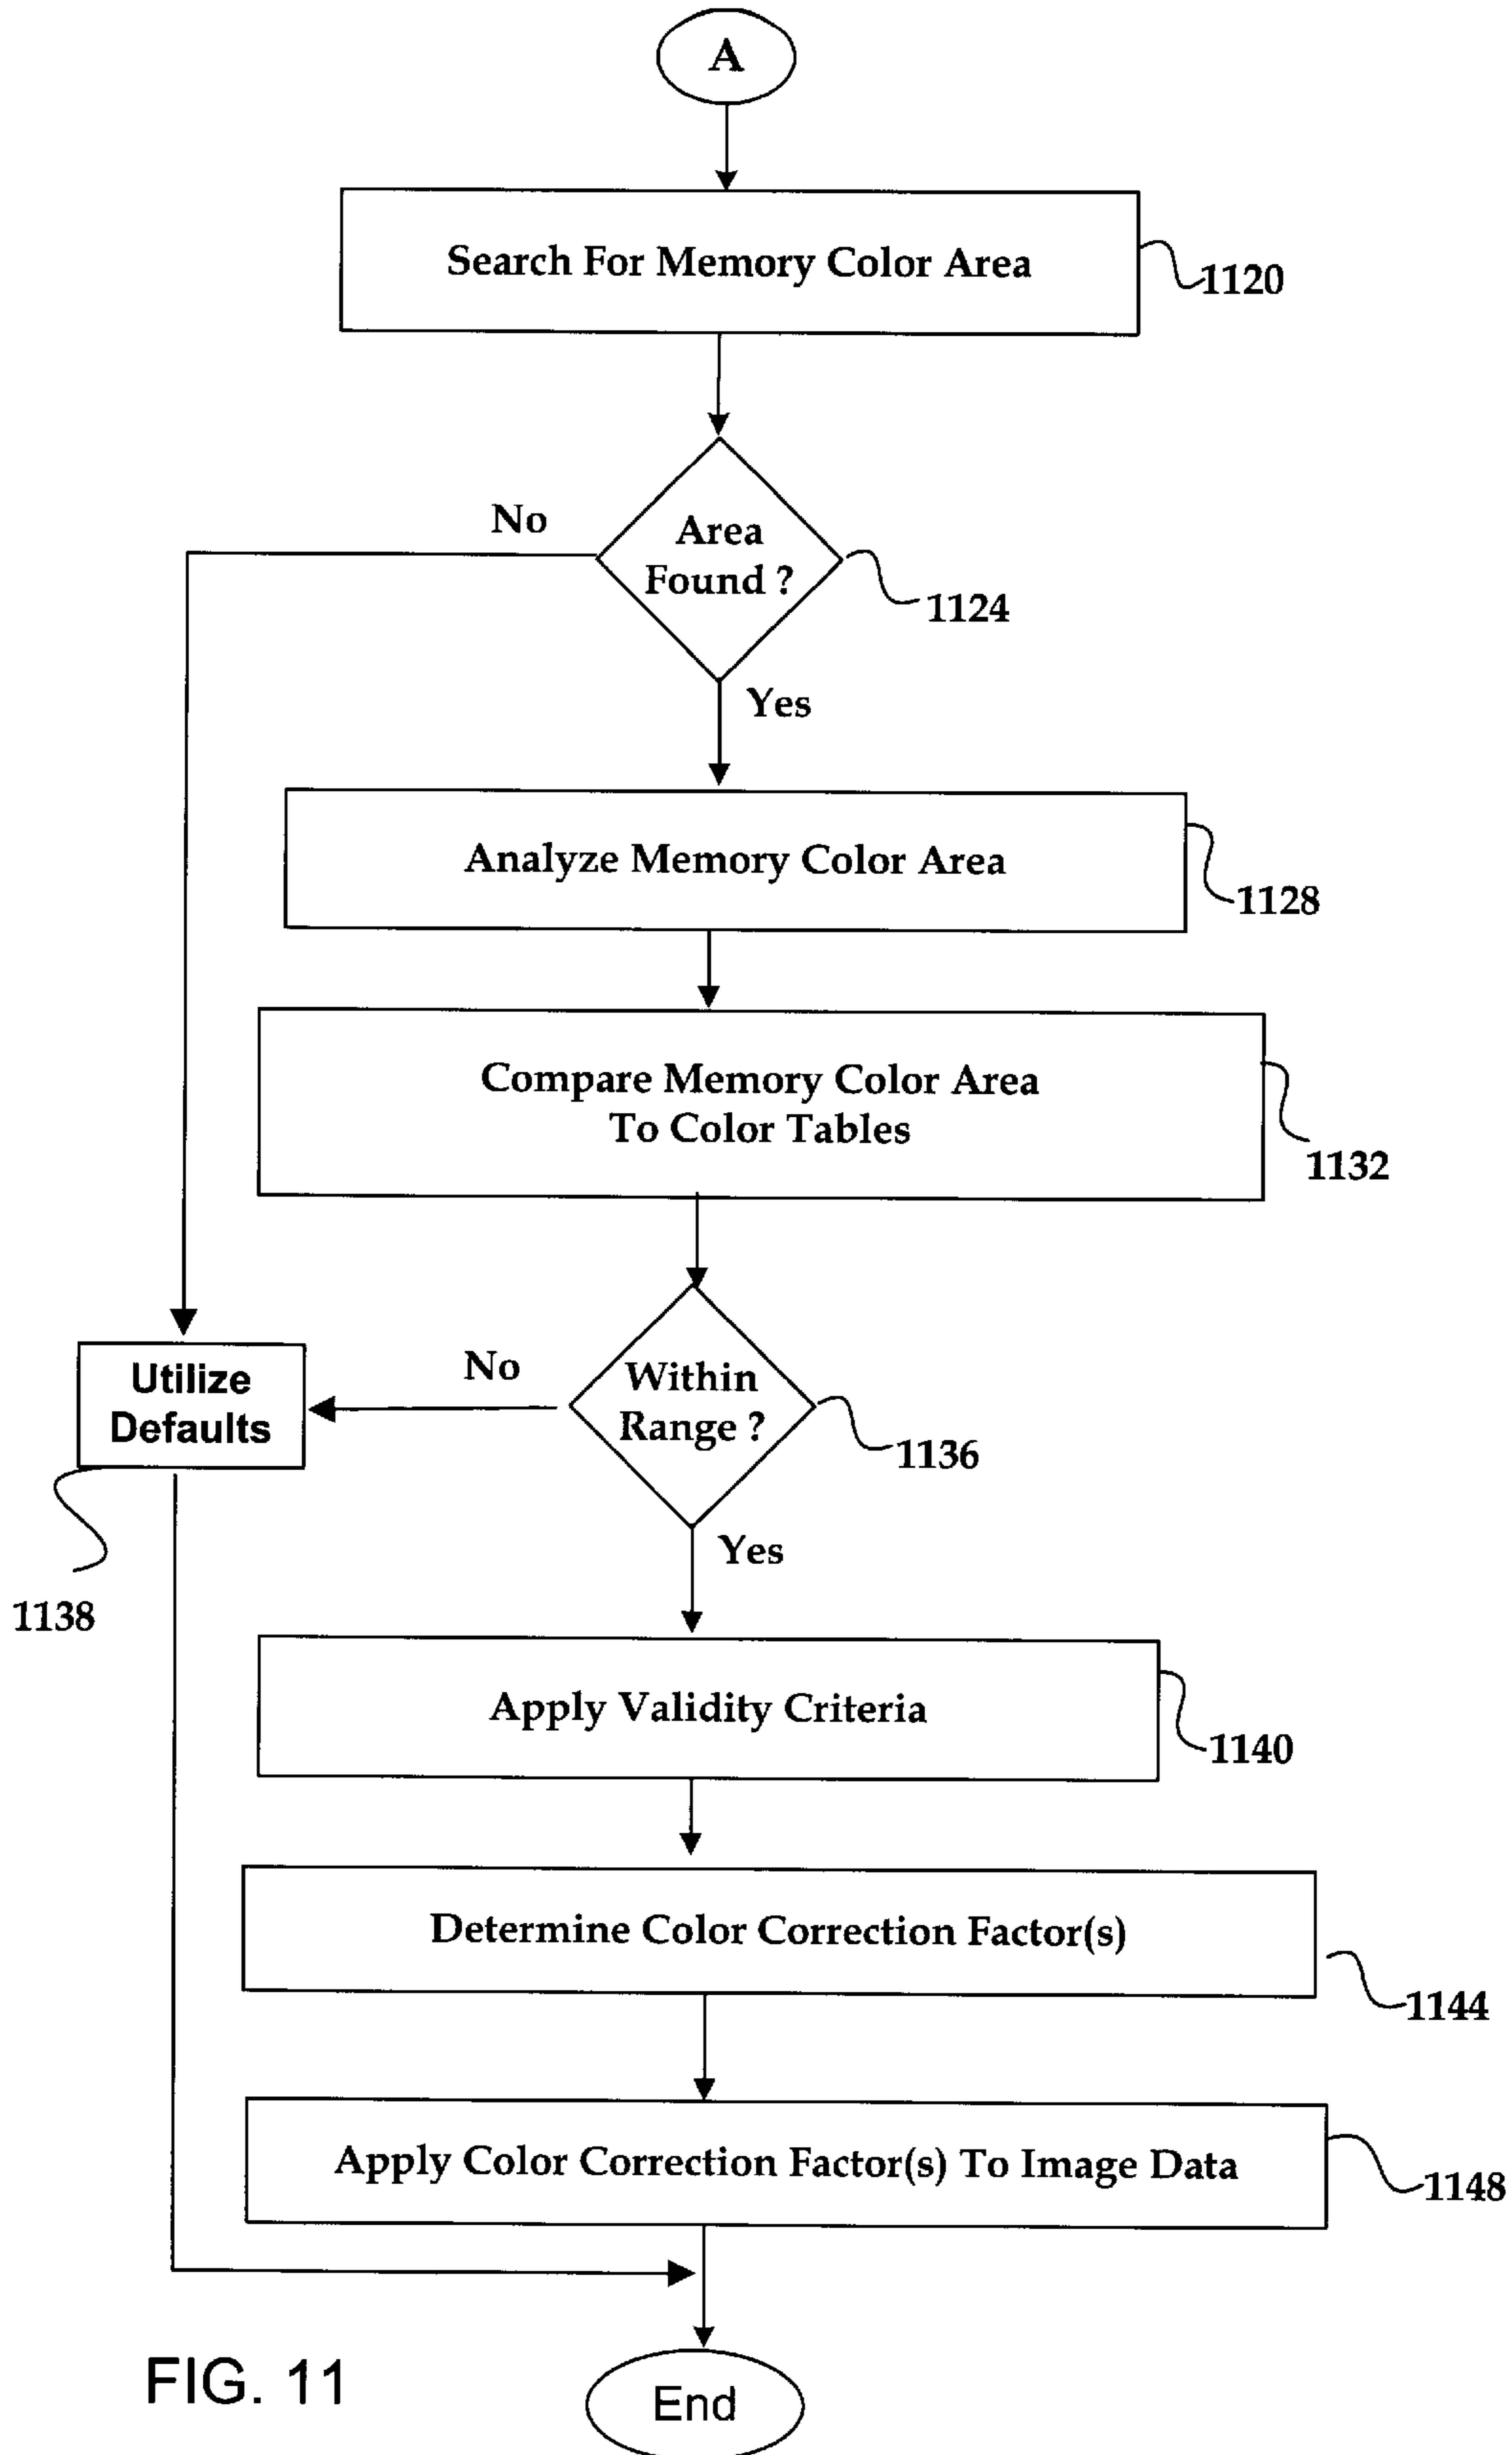 A
Search For Memory Color Area
1120
No
Area
Found ?
1124
Yes
Analyze Memory Color Area
1128
Compare Memory Color Area
To Color Tables
1132
Utilize
Defaults
No
Within
Range ?
1136
1138
Yes
Apply Validity Criteria
1140
Determine Color Correction Factor(s)
1144
Apply Color Correction Factor(s) To Image Data
1148
FIG. 11
End